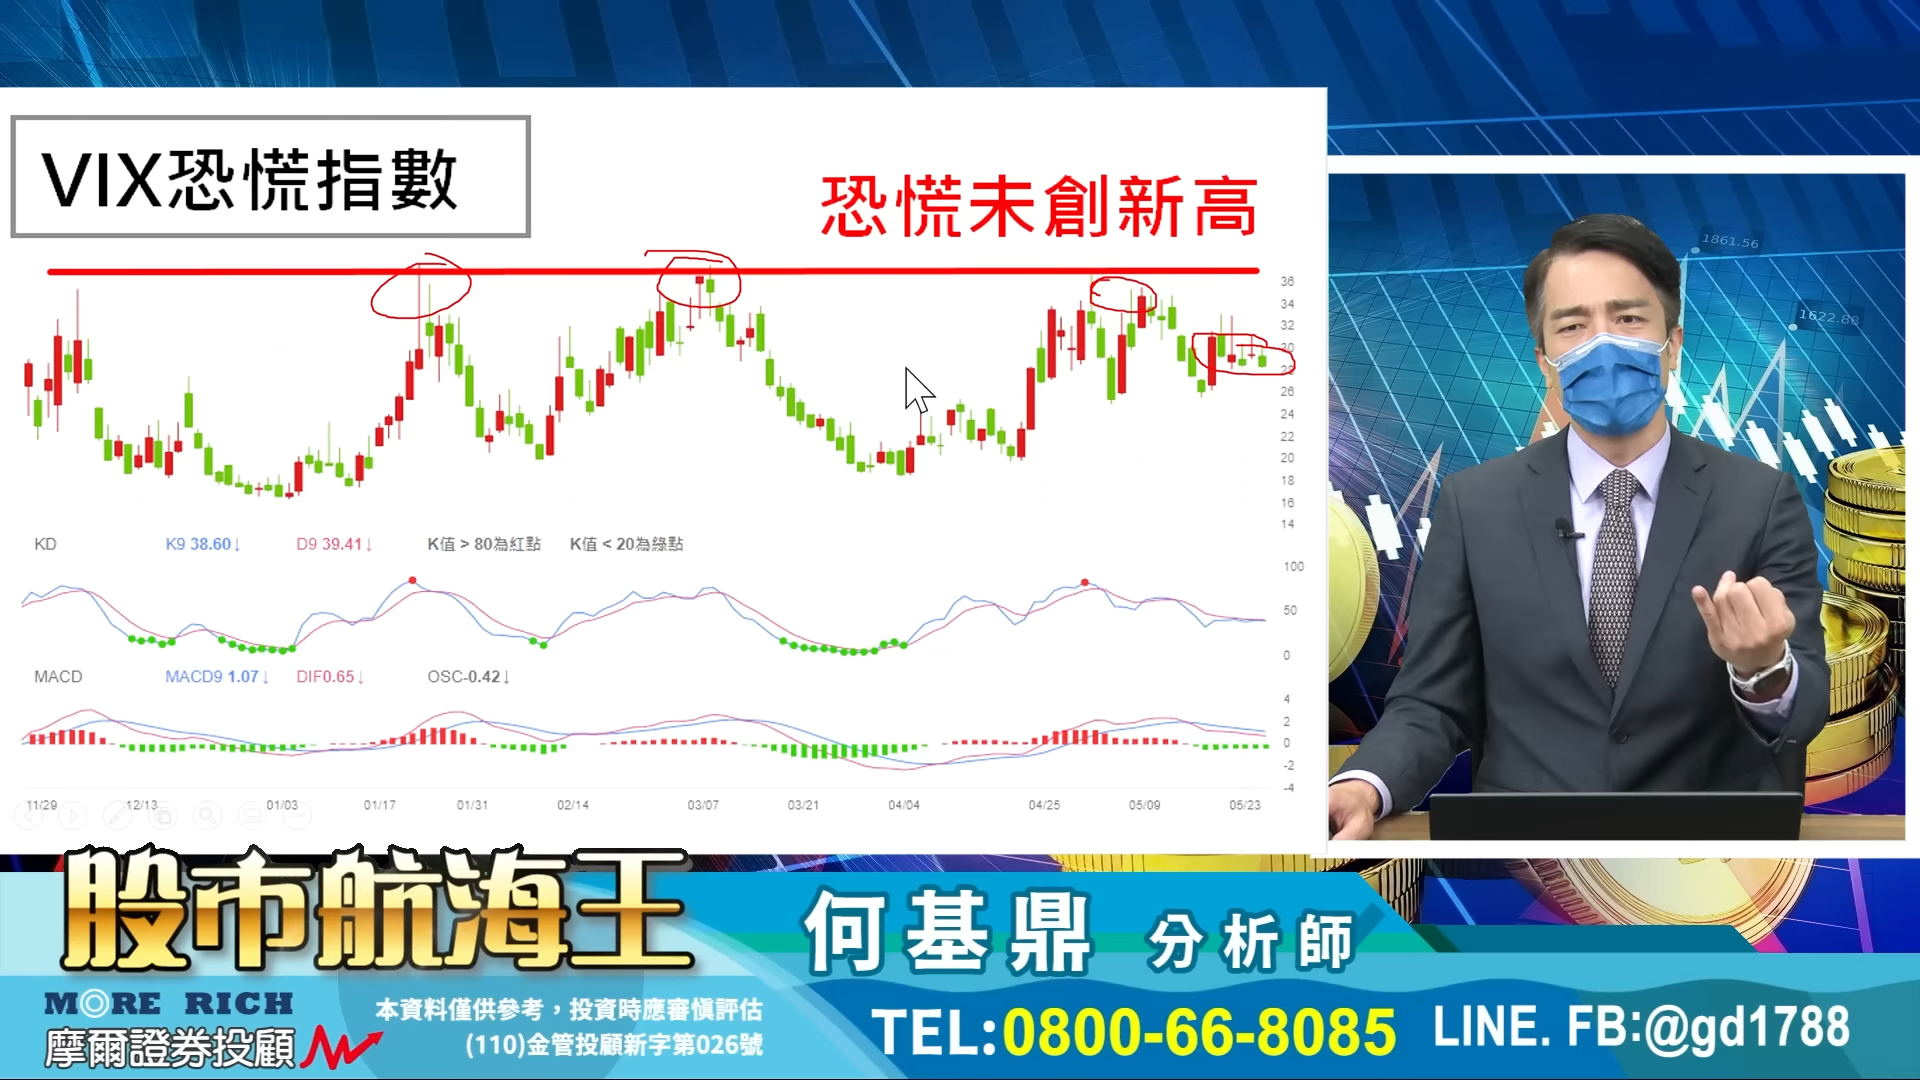 VIX恐慌指數
恐慌未創新高
1861.56
1622.88
36
34
32
30
28
26
24
22
20
18
16
14
KD K9 38.60↓ D9 39.41↓ K值 > 80為紅點 K值 < 20為綠點
100
50
0
MACD MACD9 1.07↓ DIF0.65↓ OSC-0.42↓
4
2
0
-2
-4
11/29 12/13 01/03 01/17 01/31 02/14 03/07 03/21 04/04 04/25 05/09 05/23
股市航海王
何基鼎 分析師
MORE RICH
摩爾證券投顧
本資料僅供參考，投資時應審慎評估
(110)金管投顧新字第026號
TEL:0800-66-8085
LINE. FB:@gd1788